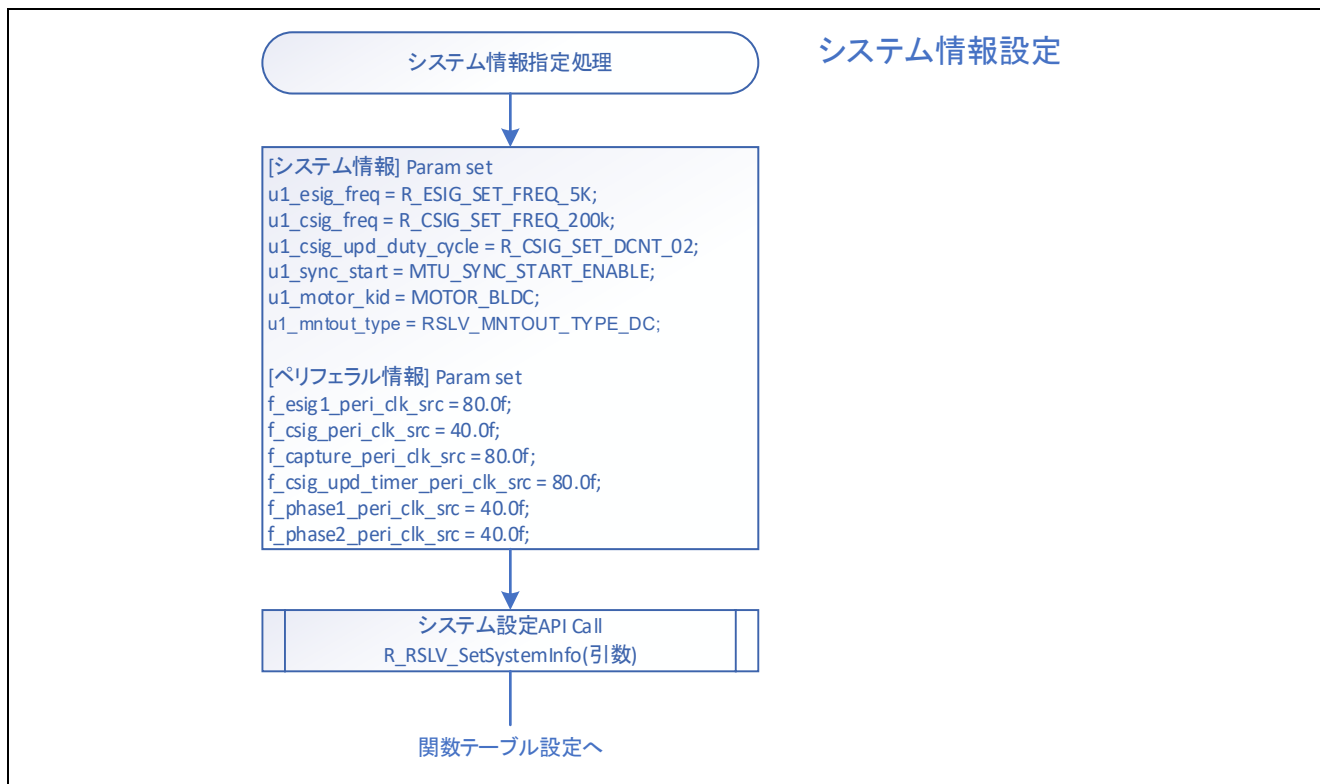 システム情報設定
システム情報指定処理
[システム情報] Param set
u1_esig_freq = R_ESIG_SET_FREQ_5K;
u1_csig_freq = R_CSIG_SET_FREQ_200k;
u1_csig_upd_duty_cycle = R_CSIG_SET_DCNT_02;
u1_sync_start = MTU_SYNC_START_ENABLE;
u1_motor_kid = MOTOR_BLDC;
u1_mntout_type = RSLV_MNTOUT_TYPE_DC;
[ペリフェラル情報] Param set
f_esig1_peri_clk_src = 80.0f;
f_csig_peri_clk_src = 40.0f;
f_capture_peri_clk_src = 80.0f;
f_csig_upd_timer_peri_clk_src = 80.0f;
f_phase1_peri_clk_src = 40.0f;
f_phase2_peri_clk_src = 40.0f;
システム設定API Call
R_RSLV_SetSystemInfo(引数)
関数テーブル設定へ